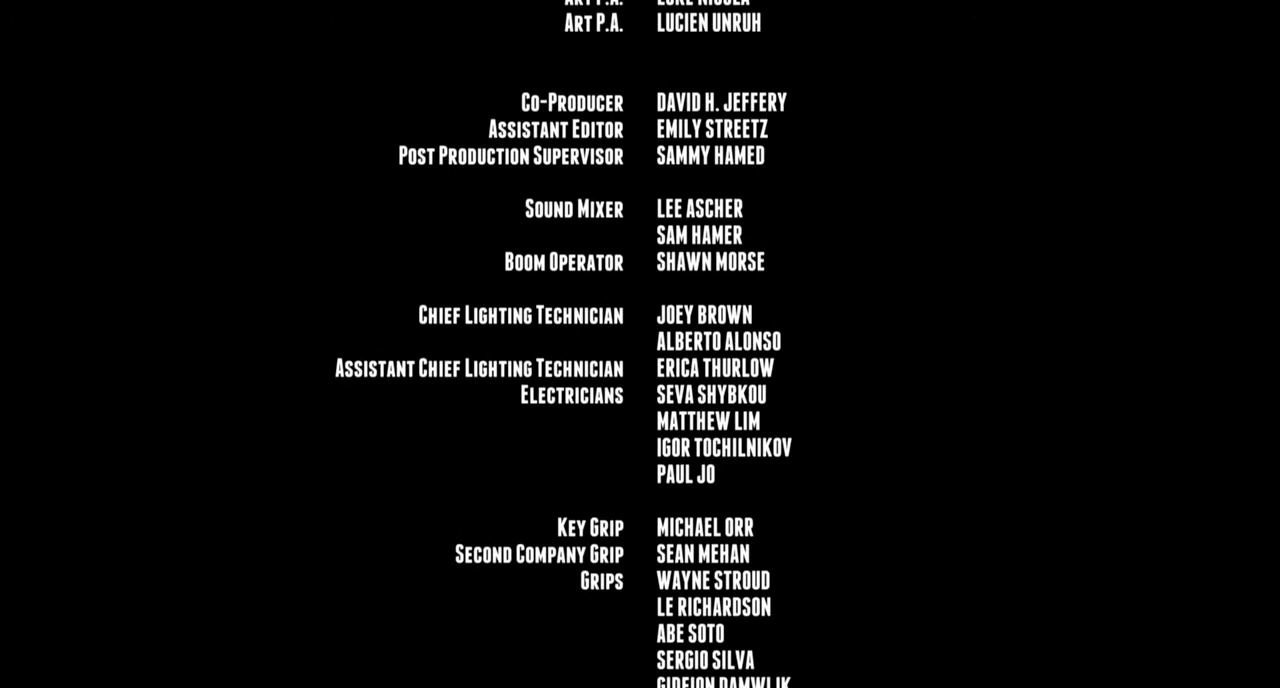 Art P.A. LUCIEN UNRUH
Co-Producer DAVID H. JEFFERY
Assistant Editor EMILY STREETZ
Post Production Supervisor SAMMY HAMED
Sound Mixer LEE ASCHER
SAM HAMER
Boom Operator SHAWN MORSE
Chief Lighting Technician JOEY BROWN
ALBERTO ALONSO
Assistant Chief Lighting Technician ERICA THURLOW
Electricians SEVA SHYBKOU
MATTHEW LIM
IGOR TOCHILNIKOV
PAUL JO
Key Grip MICHAEL ORR
Second Company Grip SEAN MEHAN
Grips WAYNE STROUD
LE RICHARDSON
ABE SOTO
SERGIO SILVA